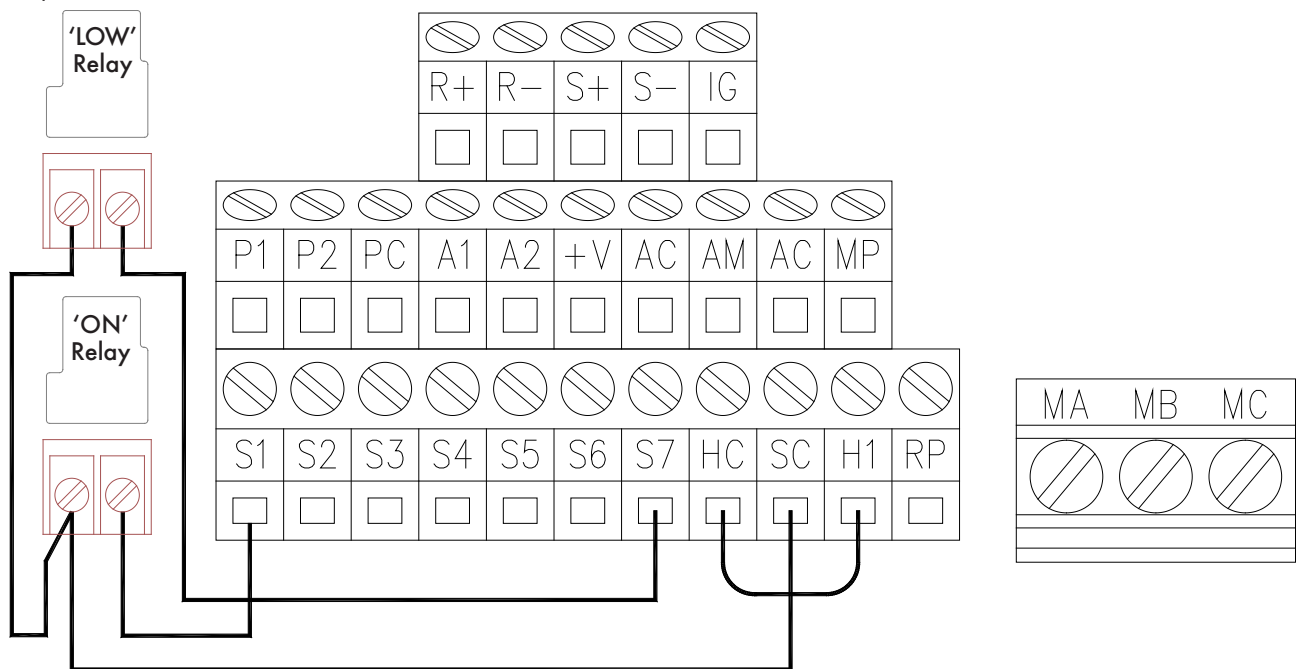 'LOW'
Relay
R+ R− S+ S− IG
P1 P2 PC A1 A2 +V AC AM AC MP
'ON'
Relay
S1 S2 S3 S4 S5 S6 S7 HC SC H1 RP
MA MB MC